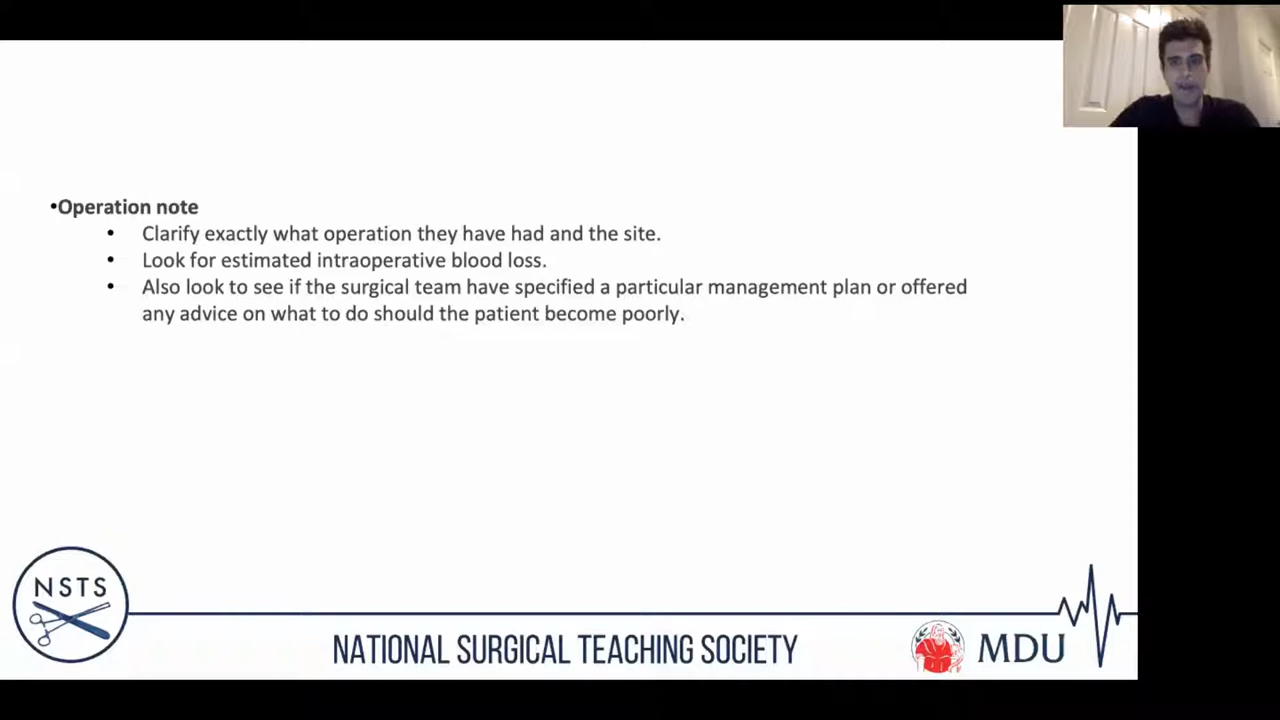 •Operation note
• Clarify exactly what operation they have had and the site.
• Look for estimated intraoperative blood loss.
• Also look to see if the surgical team have specified a particular management plan or offered
any advice on what to do should the patient become poorly.
NSTS
NATIONAL SURGICAL TEACHING SOCIETY
MDU